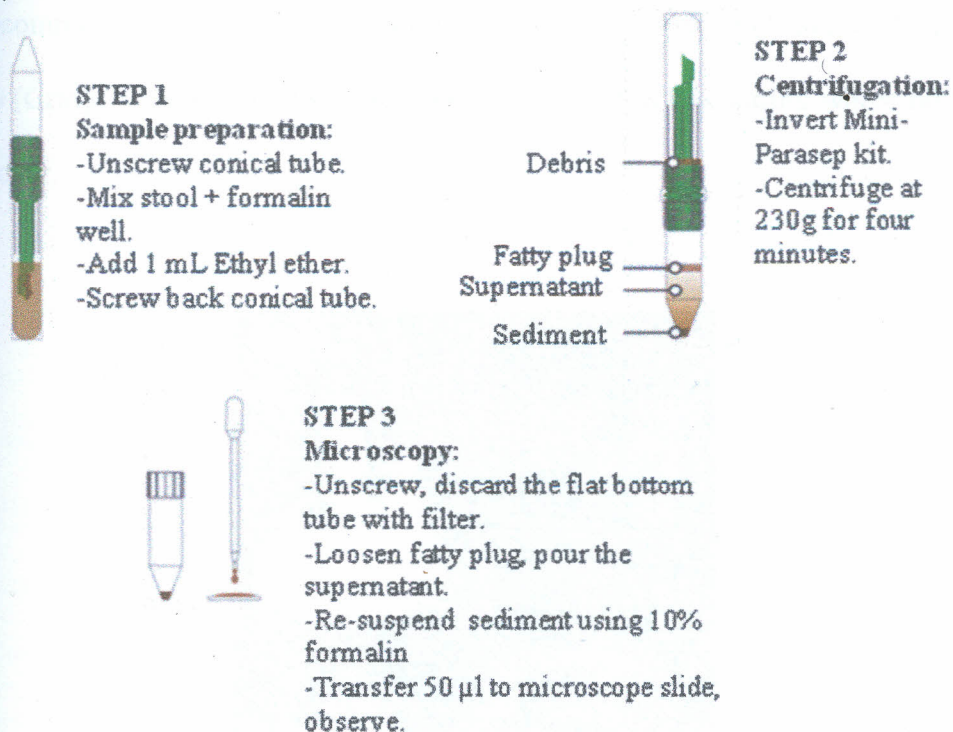 STEP 1
Sample preparation:
-Unscrew conical tube.
-Mix stool + formalin
well.
-Add 1 mL Ethyl ether.
-Screw back conical tube.
STEP 2
Centrifugation:
-Invert Mini-
Parasep kit.
-Centrifuge at
230g for four
minutes.
Debris
Fatty plug
Supernatant
Sediment
STEP 3
Microscopy:
-Unscrew, discard the flat bottom
tube with filter.
-Loosen fatty plug, pour the
supernatant.
-Re-suspend sediment using 10%
formalin
-Transfer 50 µl to microscope slide,
observe.